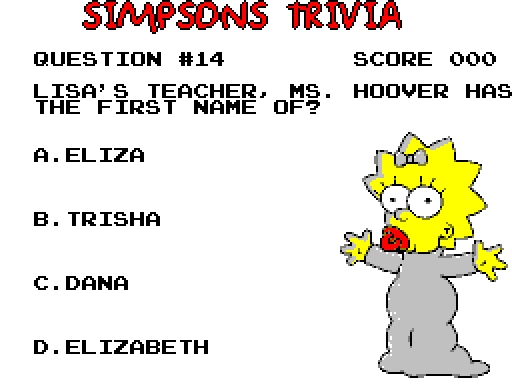 SIMPSONS TRIVIA
QUESTION #14 SCORE 000
LISA'S TEACHER, MS. HOOVER HAS
THE FIRST NAME OF?
A.ELIZA
B.TRISHA
C.DANA
D.ELIZABETH